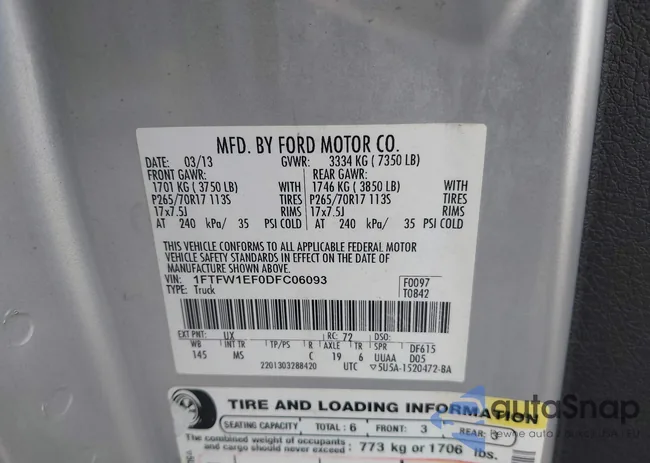 MFD. BY FORD MOTOR CO.
DATE: 03/13 GVWR: 3334 KG ( 7350 LB)
FRONT GAWR: REAR GAWR:
1701 KG ( 3750 LB) WITH 1746 KG ( 3850 LB) WITH
P265/70R17 113S TIRES P265/70R17 113S TIRES
17x7.5J RIMS 17x7.5J RIMS
AT 240 kPa/ 35 PSI COLD AT 240 kPa/ 35 PSI COLD
THIS VEHICLE CONFORMS TO ALL APPLICABLE FEDERAL MOTOR
VEHICLE SAFETY STANDARDS IN EFFECT ON THE DATE OF
MANUFACTURE SHOWN ABOVE.
VIN: 1FTFW1EF0DFC06093 F0097
TYPE: Truck T0842
EXT PNT: UX RC: 72 DSO:
WB INT TR TP/PS R AXLE TR SPR DF615
145 MS C 19 6 UUAA D05
2201303288420 UTC 5U5A-1520472-BA
TIRE AND LOADING INFORMATION
SEATING CAPACITY TOTAL: 6 FRONT: 3 REAR: 3
The combined weight of occupants
and cargo should never exceed 773 kg or 1706 lbs.
autoSnap
auto